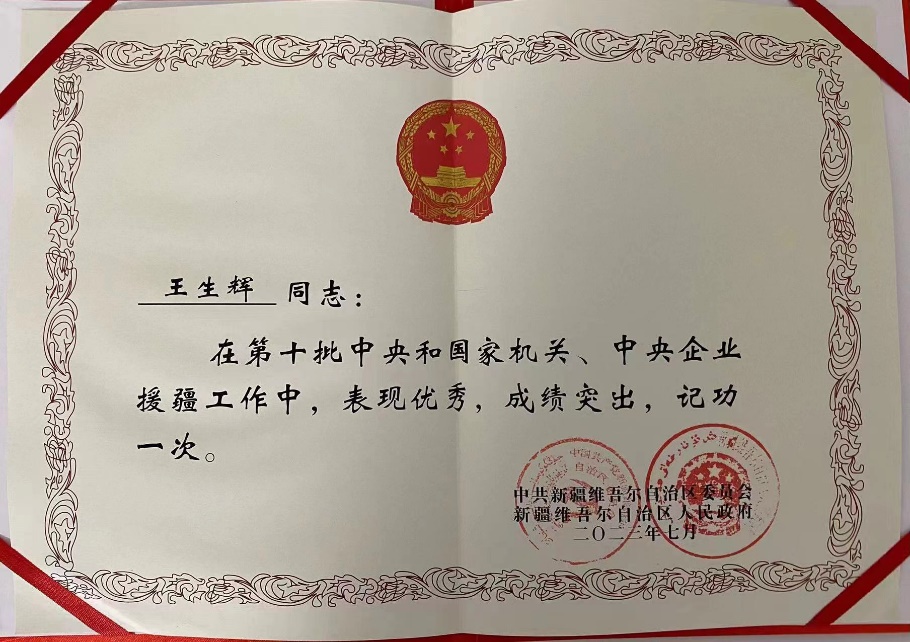 王生辉 同志：
在第十批中央和国家机关、中央企业
援疆工作中，表现优秀，成绩突出，记功
一次。
中共新疆维吾尔自治区委员会
新疆维吾尔自治区人民政府
二〇二三年七月